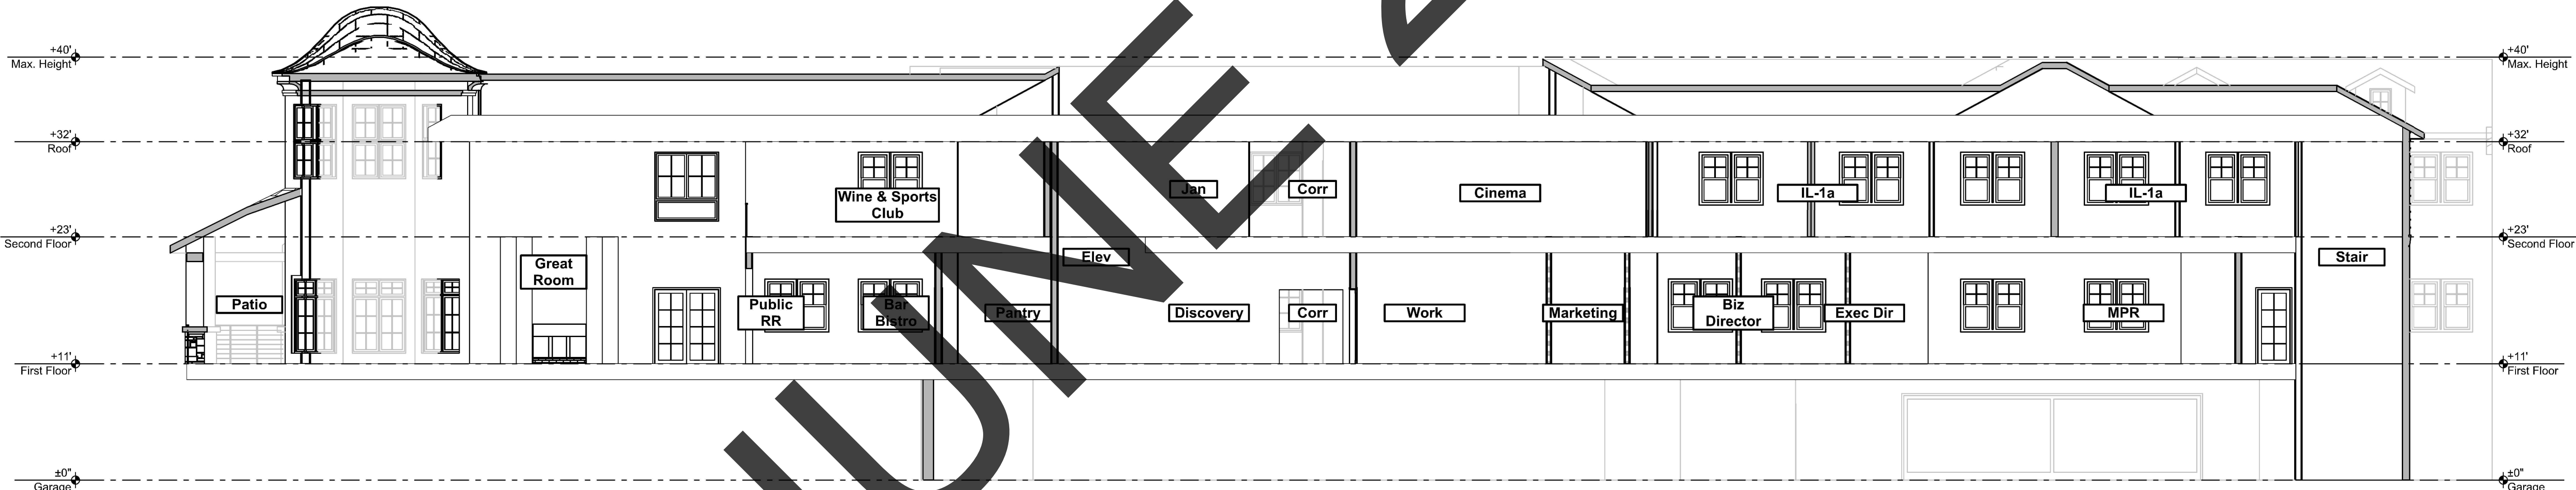 +40'
Max. Height
+40'
Max. Height
+32'
Roof
+32'
Roof
Jan
Corr
Cinema
IL-1a
IL-1a
Wine & Sports
Club
+23'
Second Floor
+23'
Second Floor
Elev
Stair
Great
Room
Patio
Public
RR
Bar
Bistro
Pantry
Discovery
Corr
Work
Marketing
Biz
Director
Exec Dir
MPR
+11'
First Floor
+11'
First Floor
±0"
Garage
±0"
Garage
UNE 2